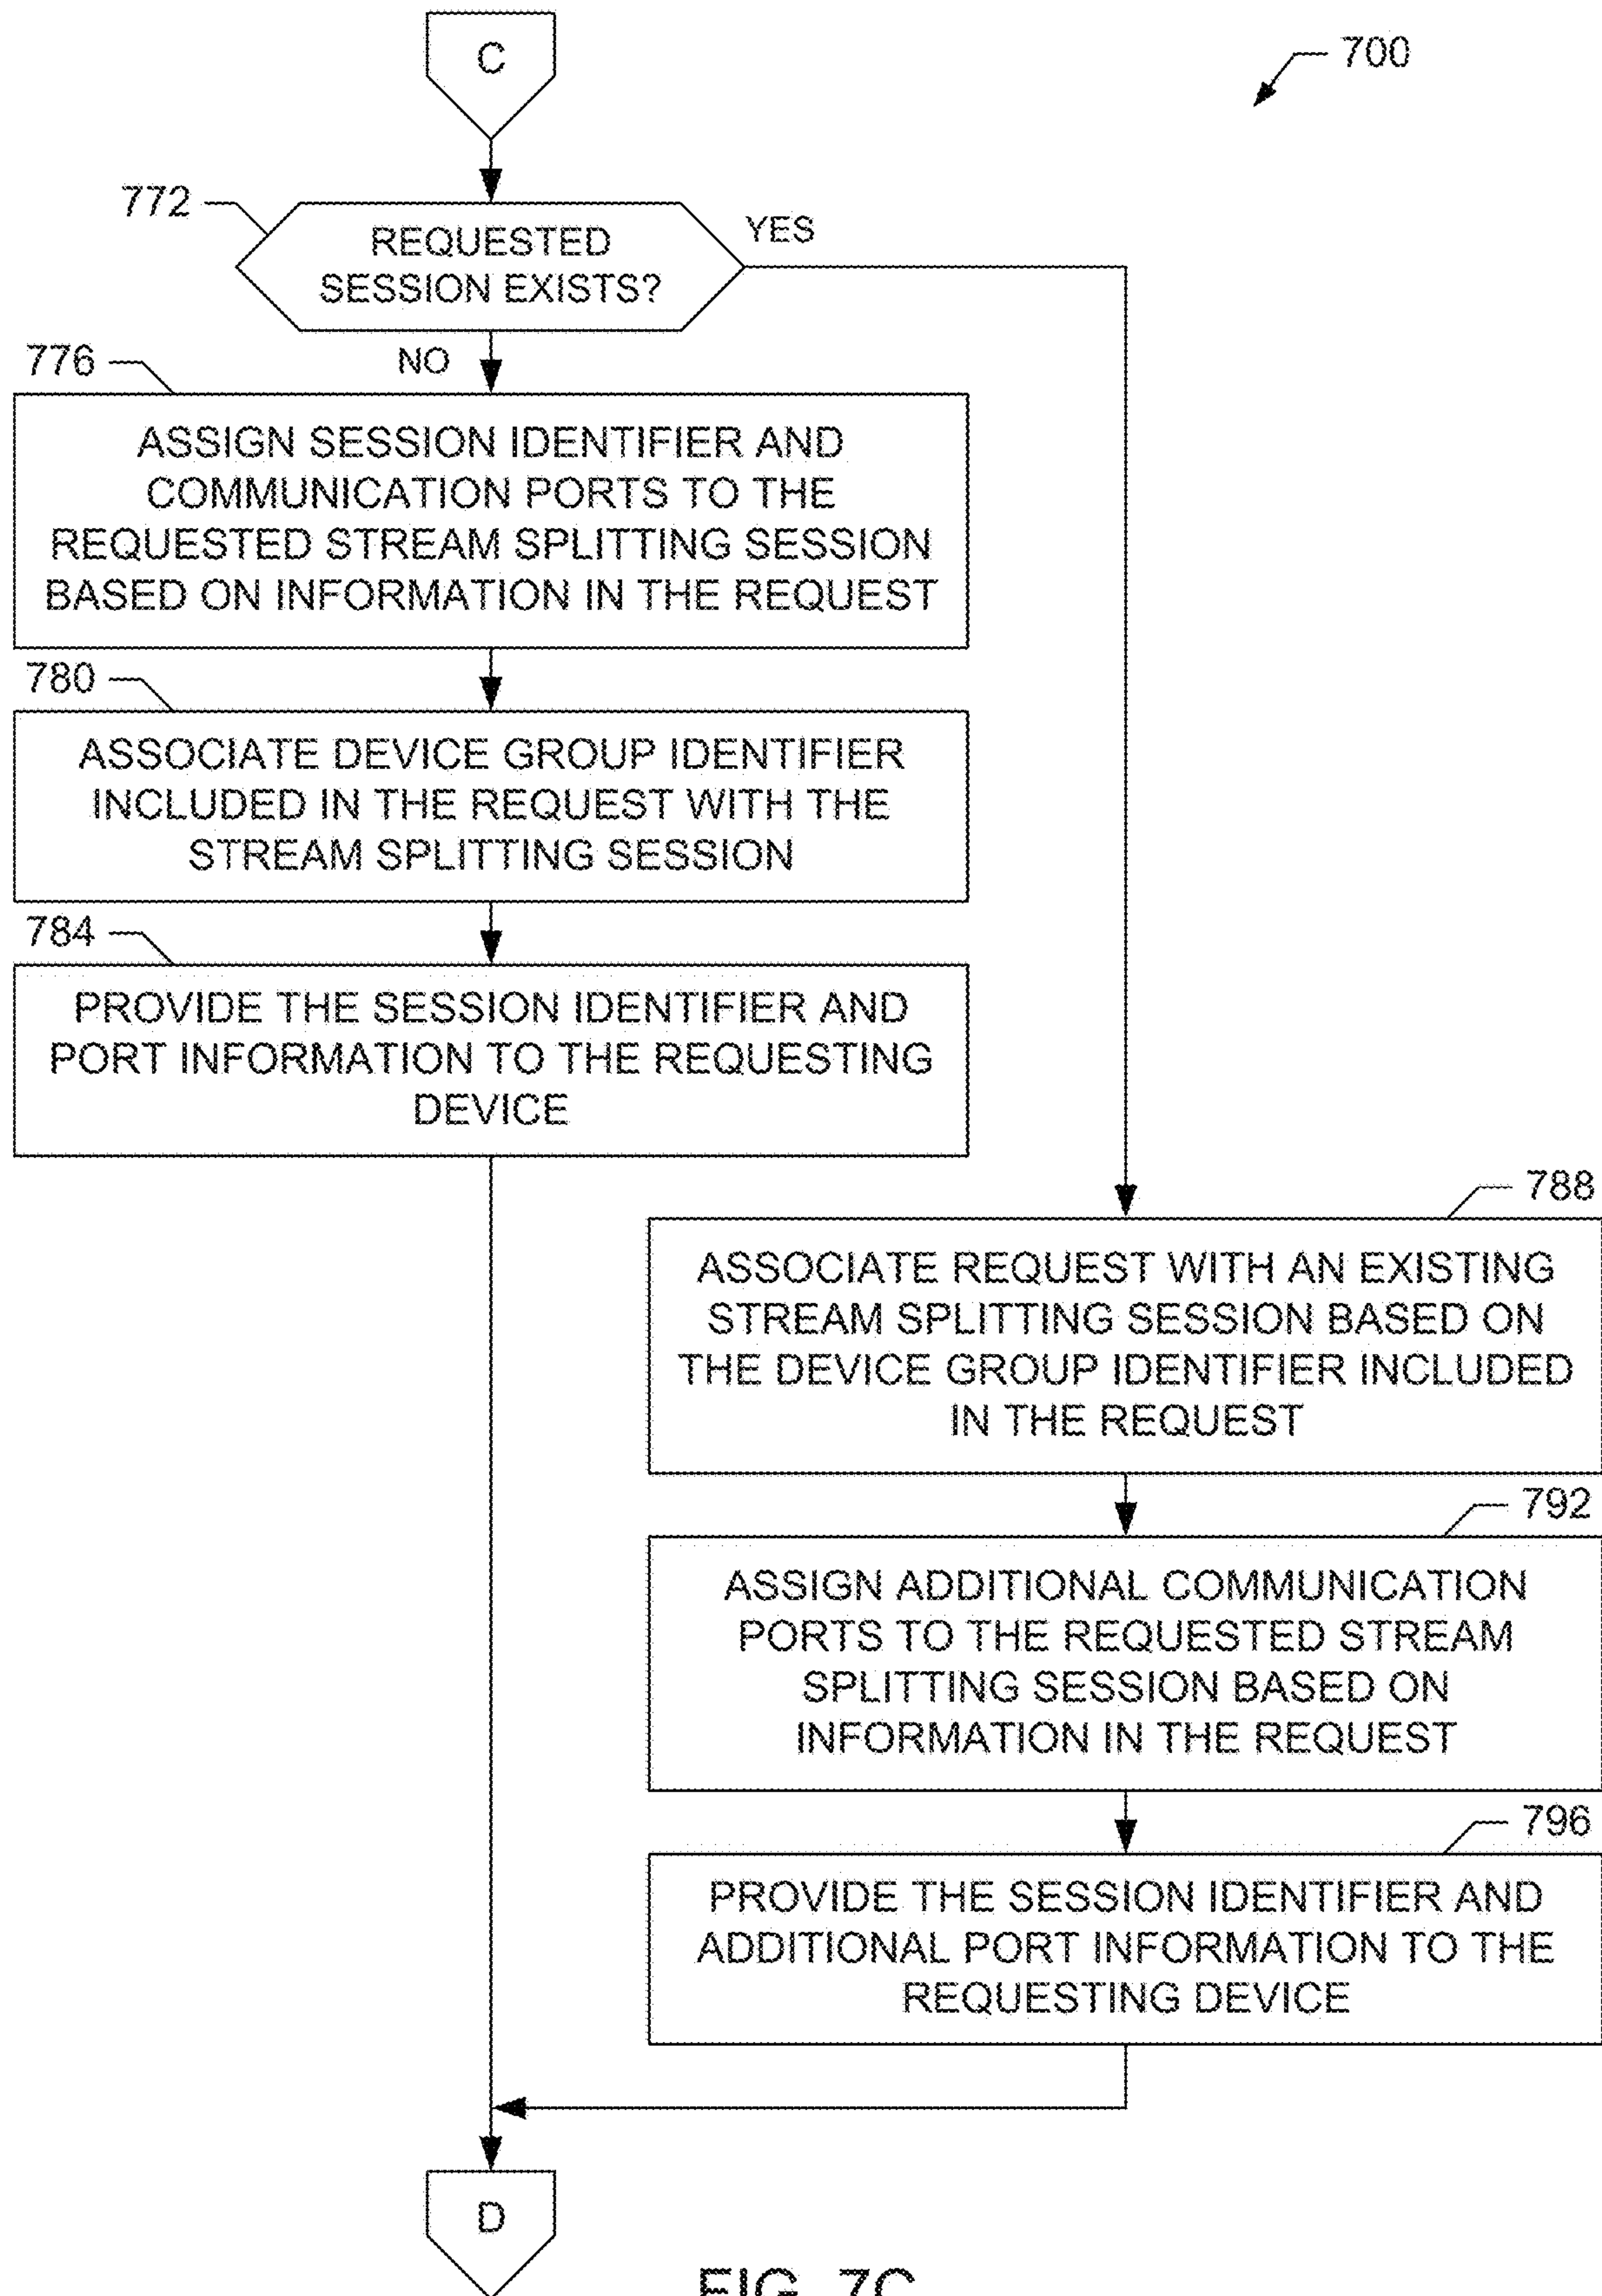 C
700
772
REQUESTED
SESSION EXISTS?
YES
NO
776
ASSIGN SESSION IDENTIFIER AND
COMMUNICATION PORTS TO THE
REQUESTED STREAM SPLITTING SESSION
BASED ON INFORMATION IN THE REQUEST
780
ASSOCIATE DEVICE GROUP IDENTIFIER
INCLUDED IN THE REQUEST WITH THE
STREAM SPLITTING SESSION
784
PROVIDE THE SESSION IDENTIFIER AND
PORT INFORMATION TO THE REQUESTING
DEVICE
788
ASSOCIATE REQUEST WITH AN EXISTING
STREAM SPLITTING SESSION BASED ON
THE DEVICE GROUP IDENTIFIER INCLUDED
IN THE REQUEST
792
ASSIGN ADDITIONAL COMMUNICATION
PORTS TO THE REQUESTED STREAM
SPLITTING SESSION BASED ON
INFORMATION IN THE REQUEST
796
PROVIDE THE SESSION IDENTIFIER AND
ADDITIONAL PORT INFORMATION TO THE
REQUESTING DEVICE
D
FIG. 7C